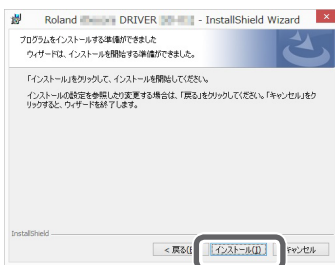 Roland DRIVER - InstallShield Wizard
プログラムをインストールする準備ができました
ウィザードは、インストールを開始する準備ができました。
「インストール」をクリックして、インストールを開始してください。
インストールの設定を参照したり変更する場合は、「戻る」をクリックしてください。「キャンセル」をク
リックすると、ウィザードを終了します。
InstallShield
< 戻る(B インストール(I) キャンセル